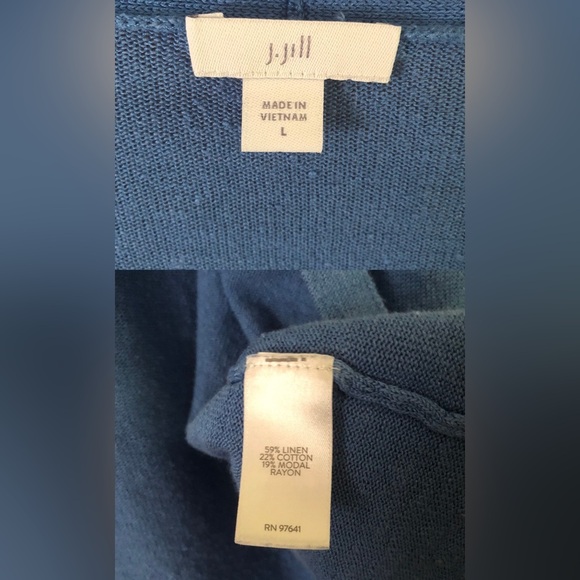 J.Jill
MADE IN
VIETNAM
L
59% LINEN
22% COTTON
19% MODAL
RAYON
RN 97641